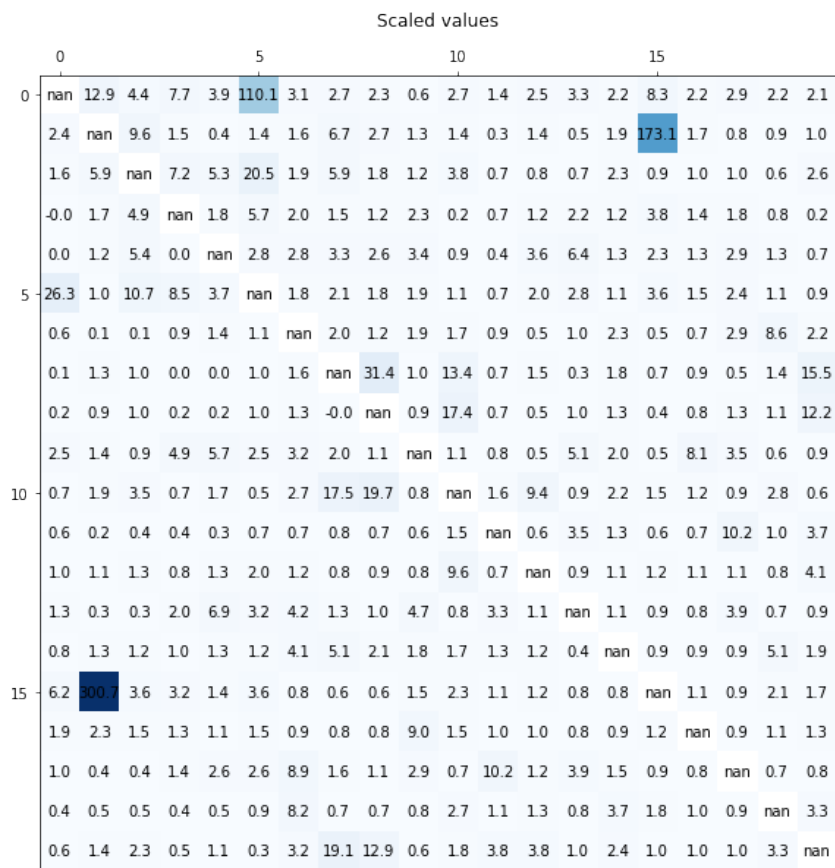 Scaled values
0 5 10 15
0 nan 12.9 4.4 7.7 3.9 110.1 3.1 2.7 2.3 0.6 2.7 1.4 2.5 3.3 2.2 8.3 2.2 2.9 2.2 2.1
2.4 nan 9.6 1.5 0.4 1.4 1.6 6.7 2.7 1.3 1.4 0.3 1.4 0.5 1.9 173.1 1.7 0.8 0.9 1.0
1.6 5.9 nan 7.2 5.3 20.5 1.9 5.9 1.8 1.2 3.8 0.7 0.8 0.7 2.3 0.9 1.0 1.0 0.6 2.6
-0.0 1.7 4.9 nan 1.8 5.7 2.0 1.5 1.2 2.3 0.2 0.7 1.2 2.2 1.2 3.8 1.4 1.8 0.8 0.2
0.0 1.2 5.4 0.0 nan 2.8 2.8 3.3 2.6 3.4 0.9 0.4 3.6 6.4 1.3 2.3 1.3 2.9 1.3 0.7
5 26.3 1.0 10.7 8.5 3.7 nan 1.8 2.1 1.8 1.9 1.1 0.7 2.0 2.8 1.1 3.6 1.5 2.4 1.1 0.9
0.6 0.1 0.1 0.9 1.4 1.1 nan 2.0 1.2 1.9 1.7 0.9 0.5 1.0 2.3 0.5 0.7 2.9 8.6 2.2
0.1 1.3 1.0 0.0 0.0 1.0 1.6 nan 31.4 1.0 13.4 0.7 1.5 0.3 1.8 0.7 0.9 0.5 1.4 15.5
0.2 0.9 1.0 0.2 0.2 1.0 1.3 -0.0 nan 0.9 17.4 0.7 0.5 1.0 1.3 0.4 0.8 1.3 1.1 12.2
2.5 1.4 0.9 4.9 5.7 2.5 3.2 2.0 1.1 nan 1.1 0.8 0.5 5.1 2.0 0.5 8.1 3.5 0.6 0.9
10 0.7 1.9 3.5 0.7 1.7 0.5 2.7 17.5 19.7 0.8 nan 1.6 9.4 0.9 2.2 1.5 1.2 0.9 2.8 0.6
0.6 0.2 0.4 0.4 0.3 0.7 0.7 0.8 0.7 0.6 1.5 nan 0.6 3.5 1.3 0.6 0.7 10.2 1.0 3.7
1.0 1.1 1.3 0.8 1.3 2.0 1.2 0.8 0.9 0.8 9.6 0.7 nan 0.9 1.1 1.2 1.1 1.1 0.8 4.1
1.3 0.3 0.3 2.0 6.9 3.2 4.2 1.3 1.0 4.7 0.8 3.3 1.1 nan 1.1 0.9 0.8 3.9 0.7 0.9
0.8 1.3 1.2 1.0 1.3 1.2 4.1 5.1 2.1 1.8 1.7 1.3 1.2 0.4 nan 0.9 0.9 0.9 5.1 1.9
15 6.2 300.7 3.6 3.2 1.4 3.6 0.8 0.6 0.6 1.5 2.3 1.1 1.2 0.8 0.8 nan 1.1 0.9 2.1 1.7
1.9 2.3 1.5 1.3 1.1 1.5 0.9 0.8 0.8 9.0 1.5 1.0 1.0 0.8 0.9 1.2 nan 0.9 1.1 1.3
1.0 0.4 0.4 1.4 2.6 2.6 8.9 1.6 1.1 2.9 0.7 10.2 1.2 3.9 1.5 0.9 0.8 nan 0.7 0.8
0.4 0.5 0.5 0.4 0.5 0.9 8.2 0.7 0.7 0.8 2.7 1.1 1.3 0.8 3.7 1.8 1.0 0.9 nan 3.3
0.6 1.4 2.3 0.5 1.1 0.3 3.2 19.1 12.9 0.6 1.8 3.8 3.8 1.0 2.4 1.0 1.0 1.0 3.3 nan